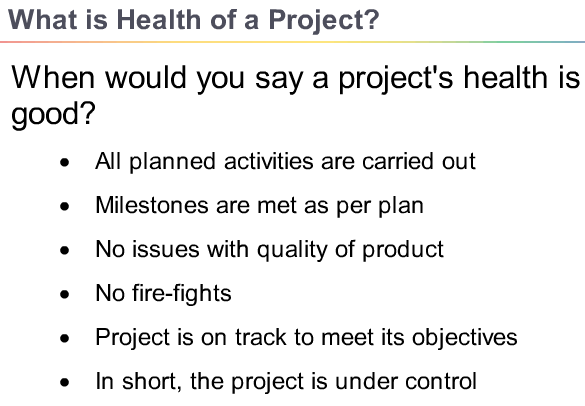 What is Health of a Project?
When would you say a project's health is
good?
• All planned activities are carried out
• Milestones are met as per plan
• No issues with quality of product
• No fire-fights
• Project is on track to meet its objectives
• In short, the project is under control